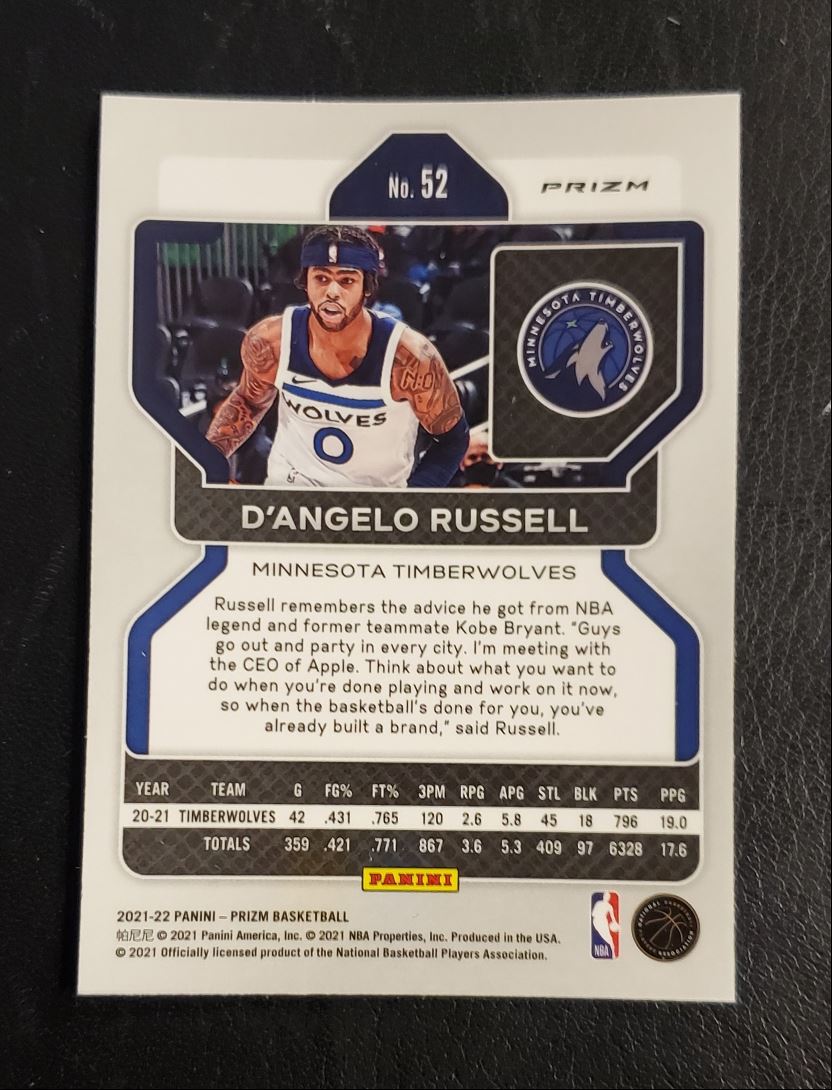 No. 52
PRIZM
MINNESOTA TIMBERWOLVES
WOLVES
0
D'ANGELO RUSSELL
MINNESOTA TIMBERWOLVES
Russell remembers the advice he got from NBA
legend and former teammate Kobe Bryant. "Guys
go out and party in every city. I'm meeting with
the CEO of Apple. Think about what you want to
do when you're done playing and work on it now,
so when the basketball's done for you, you've
already built a brand," said Russell.
YEAR TEAM G FG% FT% 3PM RPG APG STL BLK PTS PPG
20-21 TIMBERWOLVES 42 .431 .765 120 2.6 5.8 45 18 796 19.0
TOTALS 359 .421 .771 867 3.6 5.3 409 97 6328 17.6
PANINI
2021-22 PANINI – PRIZM BASKETBALL
帕尼尼 © 2021 Panini America, Inc. © 2021 NBA Properties, Inc. Produced in the USA.
© 2021 Officially licensed product of the National Basketball Players Association.
NBA
NATIONAL BASKETBALL PLAYERS ASSOCIATION